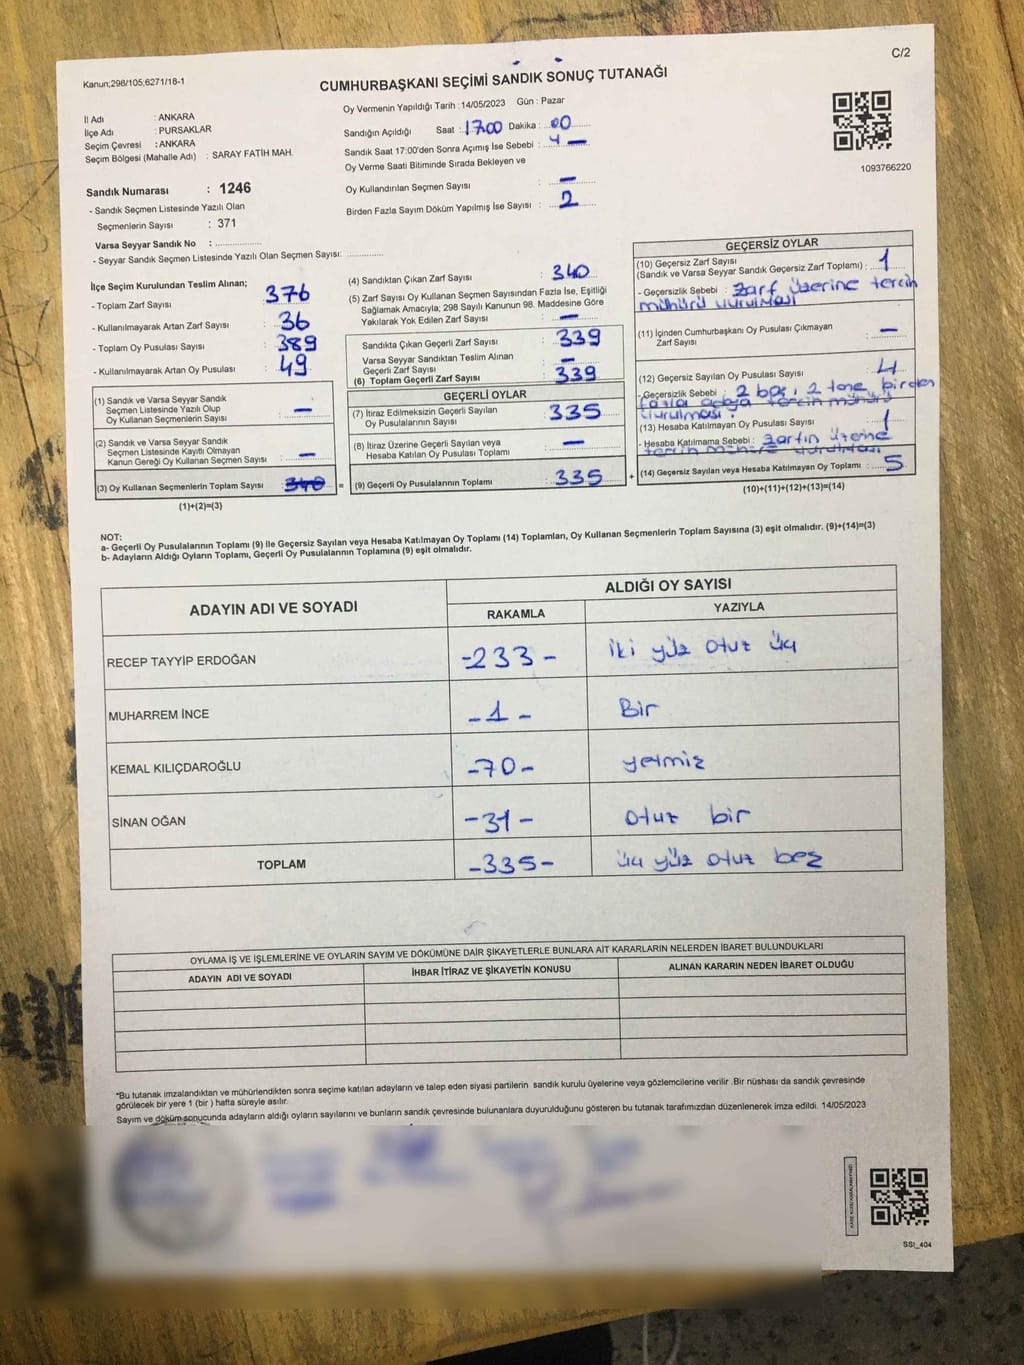 C/2
Kanun;298/105;6271/18-1
CUMHURBAŞKANI SEÇİMİ SANDIK SONUÇ TUTANAĞI
Oy Vermenin Yapıldığı Tarih : 14/05/2023 Gün : Pazar
İl Adı : ANKARA
İlçe Adı : PURSAKLAR
Seçim Çevresi : ANKARA
Seçim Bölgesi (Mahalle Adı) : SARAY FATİH MAH.
Sandığın Açıldığı Saat : 17:00 Dakika : 00
Sandık Saat 17:00'den Sonra Açımış İse Sebebi : –
Oy Verme Saati Bitiminde Sırada Bekleyen ve
Oy Kullandırılan Seçmen Sayısı : –
Birden Fazla Sayım Döküm Yapılmış İse Sayısı : 2
1093766220
Sandık Numarası : 1246
- Sandık Seçmen Listesinde Yazılı Olan
Seçmenlerin Sayısı : 371
Varsa Seyyar Sandık No :
- Seyyar Sandık Seçmen Listesinde Yazılı Olan Seçmen Sayısı:
İlçe Seçim Kurulundan Teslim Alınan;
- Toplam Zarf Sayısı : 376
- Kullanılmayarak Artan Zarf Sayısı : 36
- Toplam Oy Pusulası Sayısı : 389
- Kullanılmayarak Artan Oy Pusulası : 49
(1) Sandık ve Varsa Seyyar Sandık
Seçmen Listesinde Yazılı Olup
Oy Kullanan Seçmenlerin Sayısı : –
(2) Sandık ve Varsa Seyyar Sandık
Seçmen Listesinde Kayıtlı Olmayan
Kanun Gereği Oy Kullanan Seçmen Sayısı : –
(3) Oy Kullanan Seçmenlerin Toplam Sayısı : 340 =
(1)+(2)=(3)
(4) Sandıktan Çıkan Zarf Sayısı : 340
(5) Zarf Sayısı Oy Kullanan Seçmen Sayısından Fazla İse, Eşitliği
Sağlamak Amacıyla; 298 Sayılı Kanunun 98. Maddesine Göre
Yakılarak Yok Edilen Zarf Sayısı : –
Sandıkta Çıkan Geçerli Zarf Sayısı : 339
Varsa Seyyar Sandıktan Teslim Alınan
Geçerli Zarf Sayısı : –
(6) Toplam Geçerli Zarf Sayısı : 339
GEÇERLİ OYLAR
(7) İtiraz Edilmeksizin Geçerli Sayılan
Oy Pusulasının Sayısı : 335
(8) İtiraz Üzerine Geçerli Sayılan veya
Hesaba Katılan Oy Pusulası Toplamı : –
(9) Geçerli Oy Pusulalarının Toplamı : 335 +
GEÇERSİZ OYLAR
(10) Geçersiz Zarf Sayısı
(Sandık ve Varsa Seyyar Sandık Geçersiz Zarf Toplamı) : 1
- Geçersizlik Sebebi : Zarf üzerine tercih
mühürü vurulması
(11) İçinden Cumhurbaşkanı Oy Pusulası Çıkmayan
Zarf Sayısı : –
(12) Geçersiz Sayılan Oy Pusulası Sayısı : 4
- Geçersizlik Sebebi : 2 boş, 2 tane birden
fazla adaya tercih mühürü
vurulması
(13) Hesaba Katılmayan Oy Pusulası Sayısı : 1
- Hesaba Katılmama Sebebi : zarfın üzerine
tercih mührü vurulması
(14) Geçersiz Sayılan veya Hesaba Katılmayan Oy Toplamı : 5
(10)+(11)+(12)+(13)=(14)
NOT:
a- Geçerli Oy Pusulalarının Toplamı (9) ile Geçersiz Sayılan veya Hesaba Katılmayan Oy Toplamı (14) Toplamları, Oy Kullanan Seçmenlerin Toplam Sayısına (3) eşit olmalıdır. (9)+(14)=(3)
b- Adayların Aldığı Oyların Toplamı, Geçerli Oy Pusulalarının Toplamına (9) eşit olmalıdır.
ADAYIN ADI VE SOYADI ALDIĞI OY SAYISI
RAKAMLA YAZIYLA
RECEP TAYYİP ERDOĞAN -233- iki yüz otuz üç
MUHARREM İNCE -1- Bir
KEMAL KILIÇDAROĞLU -70- yetmiş
SİNAN OĞAN -31- otuz bir
TOPLAM -335- üç yüz otuz beş
OYLAMA İŞ VE İŞLEMLERİNE VE OYLARIN SAYIM VE DÖKÜMÜNE DAİR ŞİKAYETLERLE BUNLARA AİT KARARLARIN NELERDEN İBARET BULUNDUKLARI
ADAYIN ADI VE SOYADI İHBAR İTİRAZ VE ŞİKAYETİN KONUSU ALINAN KARARIN NEDEN İBARET OLDUĞU
*Bu tutanak imzalandıktan ve mühürlendikten sonra seçime katılan adayların ve talep eden siyasi partilerin sandık kurulu üyelerine veya gözlemcilerine verilir .Bir nüshası da sandık çevresinde
görülecek bir yere 1 (bir ) hafta süreyle asılır.
Sayım ve döküm sonucunda adayların aldığı oyların sayılarını ve bunların sandık çevresinde bulunanlara duyurulduğunu gösteren bu tutanak tarafımızdan düzenlenerek imza edildi. 14/05/2023
SSI_404